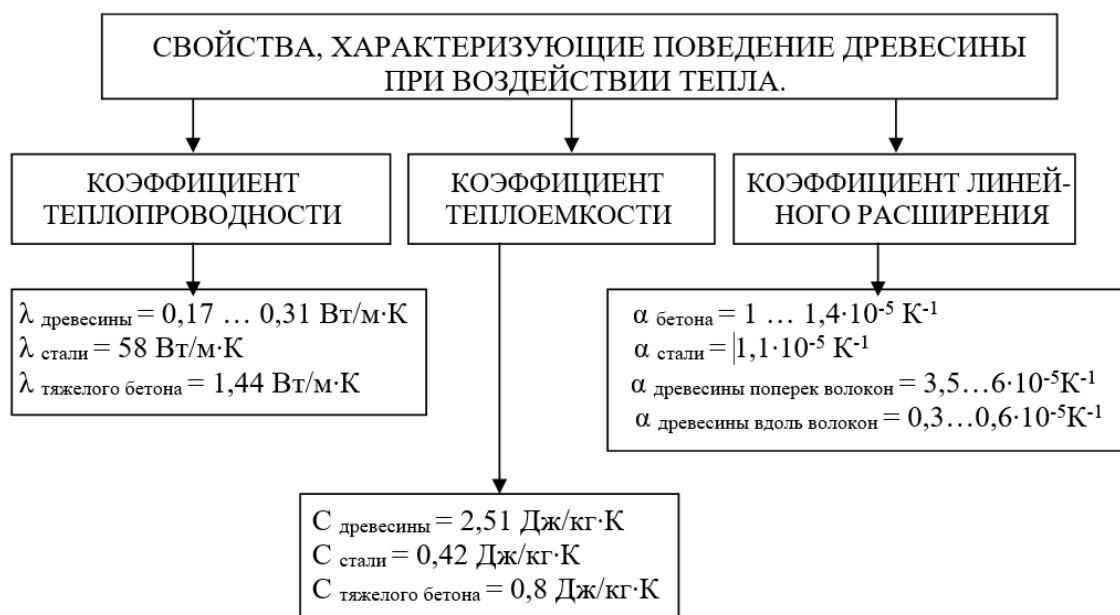 СВОЙСТВА, ХАРАКТЕРИЗУЮЩИЕ ПОВЕДЕНИЕ ДРЕВЕСИНЫ
ПРИ ВОЗДЕЙСТВИИ ТЕПЛА.
КОЭФФИЦИЕНТ
ТЕПЛОПРОВОДНОСТИ
КОЭФФИЦИЕНТ
ТЕПЛОЕМКОСТИ
КОЭФФИЦИЕНТ ЛИНЕЙ-
НОГО РАСШИРЕНИЯ
λ древесины = 0,17 … 0,31 Вт/м·К
λ стали = 58 Вт/м·К
λ тяжелого бетона = 1,44 Вт/м·К
α бетона = 1 … 1,4·10⁻⁵ К⁻¹
α стали = 1,1·10⁻⁵ К⁻¹
α древесины поперек волокон = 3,5…6·10⁻⁵К⁻¹
α древесины вдоль волокон = 0,3…0,6·10⁻⁵К⁻¹
С древесины = 2,51 Дж/кг·К
С стали = 0,42 Дж/кг·К
С тяжелого бетона = 0,8 Дж/кг·К